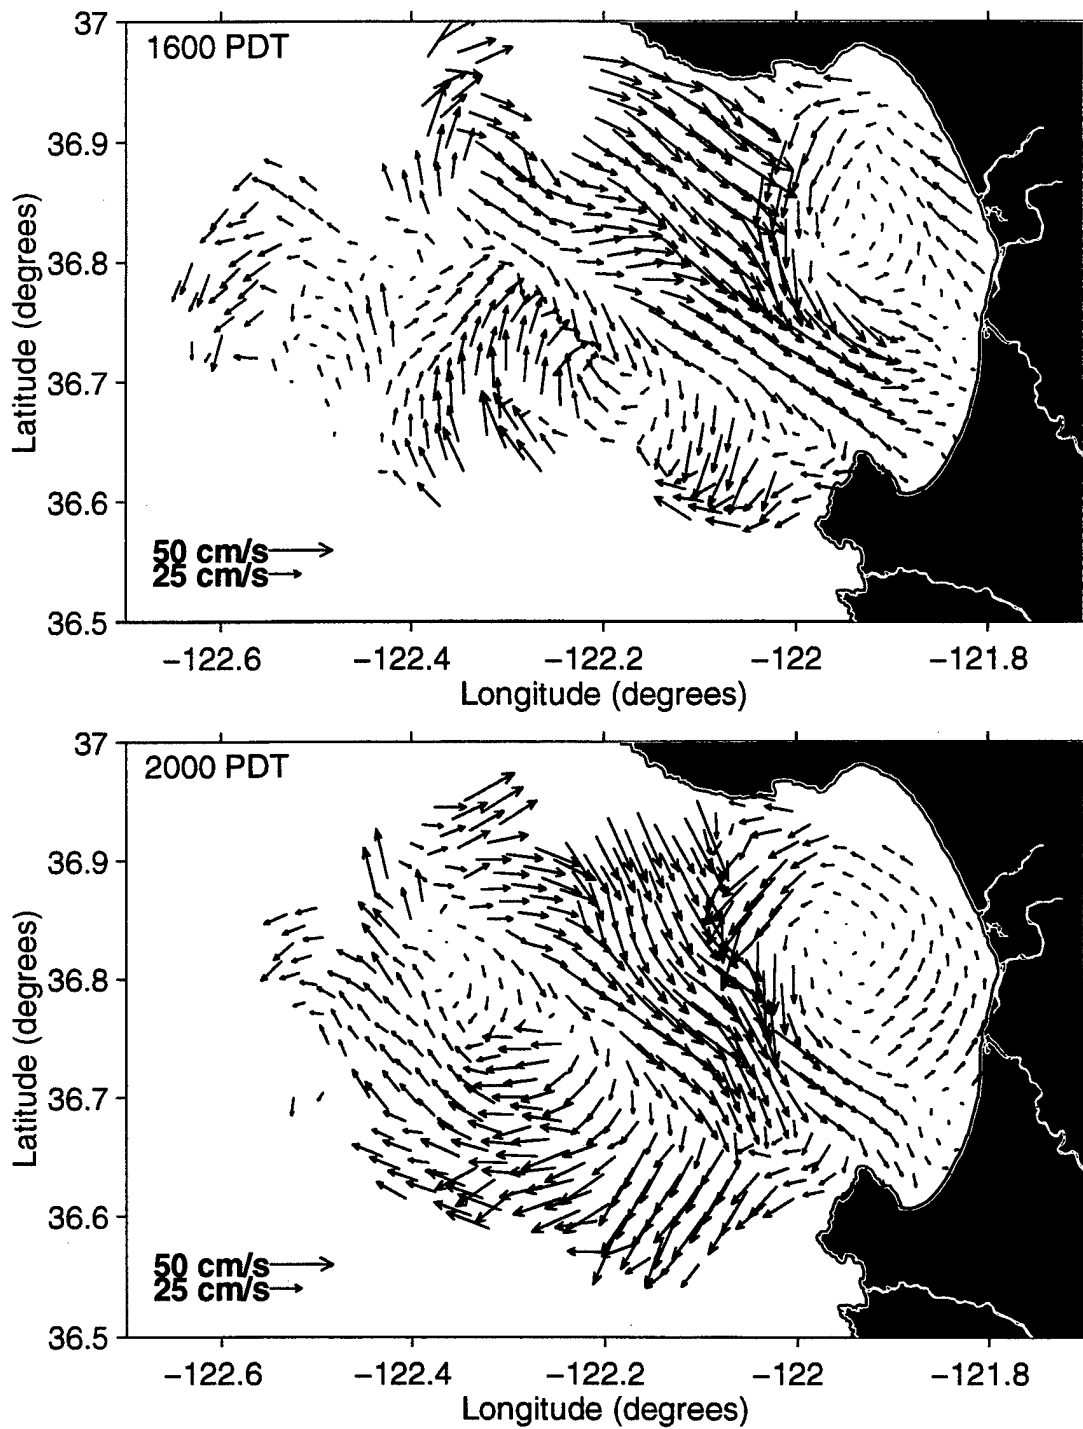 37
1600 PDT
36.9
36.8
36.7
36.6
36.5
Latitude (degrees)
50 cm/s
25 cm/s
−122.6 −122.4 −122.2 −122 −121.8
Longitude (degrees)
37
2000 PDT
36.9
36.8
36.7
36.6
36.5
Latitude (degrees)
50 cm/s
25 cm/s
−122.6 −122.4 −122.2 −122 −121.8
Longitude (degrees)